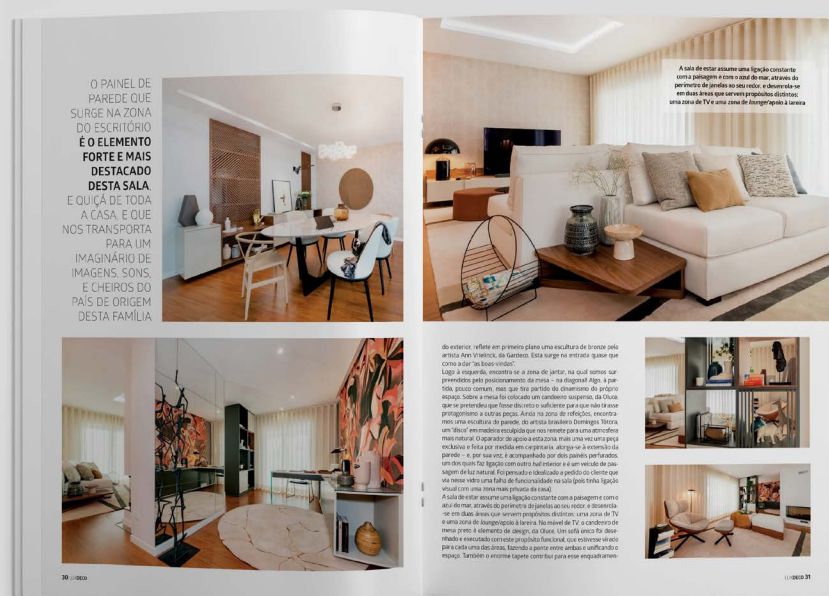 O PAINEL DE
PAREDE QUE
SURGE NA ZONA
DO ESCRITÓRIO
É O ELEMENTO
FORTE E MAIS
DESTACADO
DESTA SALA,
E QUIÇÁ DE TODA
A CASA, E QUE
NOS TRANSPORTA
PARA UM
IMAGINÁRIO DE
IMAGENS, SONS,
E CHEIROS DO
PAÍS DE ORIGEM
DESTA FAMÍLIA
30 LUXDECO
A sala de estar assume uma ligação constante
com a paisagem e com o azul do mar, através do
perímetro de janelas ao seu redor, e desenrola-se
em duas áreas que servem propósitos distintos:
uma zona de TV e uma zona de lounge/apoio à lareira
do exterior, reflete em primeiro plano uma escultura de bronze pela
artista Ann Vrielinck, da Gardeco. Esta surge na entrada quase que
como a dar "as boas-vindas".
Logo à esquerda, encontra-se a zona de jantar, na qual somos sur-
preendidos pelo posicionamento da mesa – na diagonal! Algo, à par-
tida, pouco comum, mas que tira partido do dinamismo do próprio
espaço. Sobre a mesa foi colocado um candeeiro suspenso, da Oluce,
que se pretendeu que fosse discreto o suficiente para que não tirasse
protagonismo a outras peças. Ainda na zona de refeições, encontra-
mos uma escultura de parede, do artista brasileiro Domingos Tótora,
um "disco" em madeira esculpida que nos remete para uma atmosfera
mais natural. O aparador de apoio a esta zona, mais uma vez uma peça
exclusiva e feita por medida em carpintaria, alonga-se à extensão da
parede – e, por sua vez, é acompanhado por dois painéis perfurados,
um dos quais faz ligação com outro hall interior e é um veículo de pas-
sagem de luz natural. Foi pensado e idealizado a pedido do cliente que
via nesse vidro uma falha de funcionalidade na sala (pois tinha ligação
visual com uma zona mais privada da casa).
A sala de estar assume uma ligação constante com a paisagem e com o
azul do mar, através do perímetro de janelas ao seu redor, e desenrola-
-se em duas áreas que servem propósitos distintos: uma zona de TV
e uma zona de lounge/apoio à lareira. No móvel de TV, o candeeiro de
mesa preto é elemento de design, da Oluce. Um sofá único foi dese-
nhado e executado com este propósito funcional, que estivesse virado
para cada uma das áreas, fazendo a ponte entre ambas e unificando o
espaço. Também o enorme tapete contribui para esse enquadramen-
LUXDECO 31